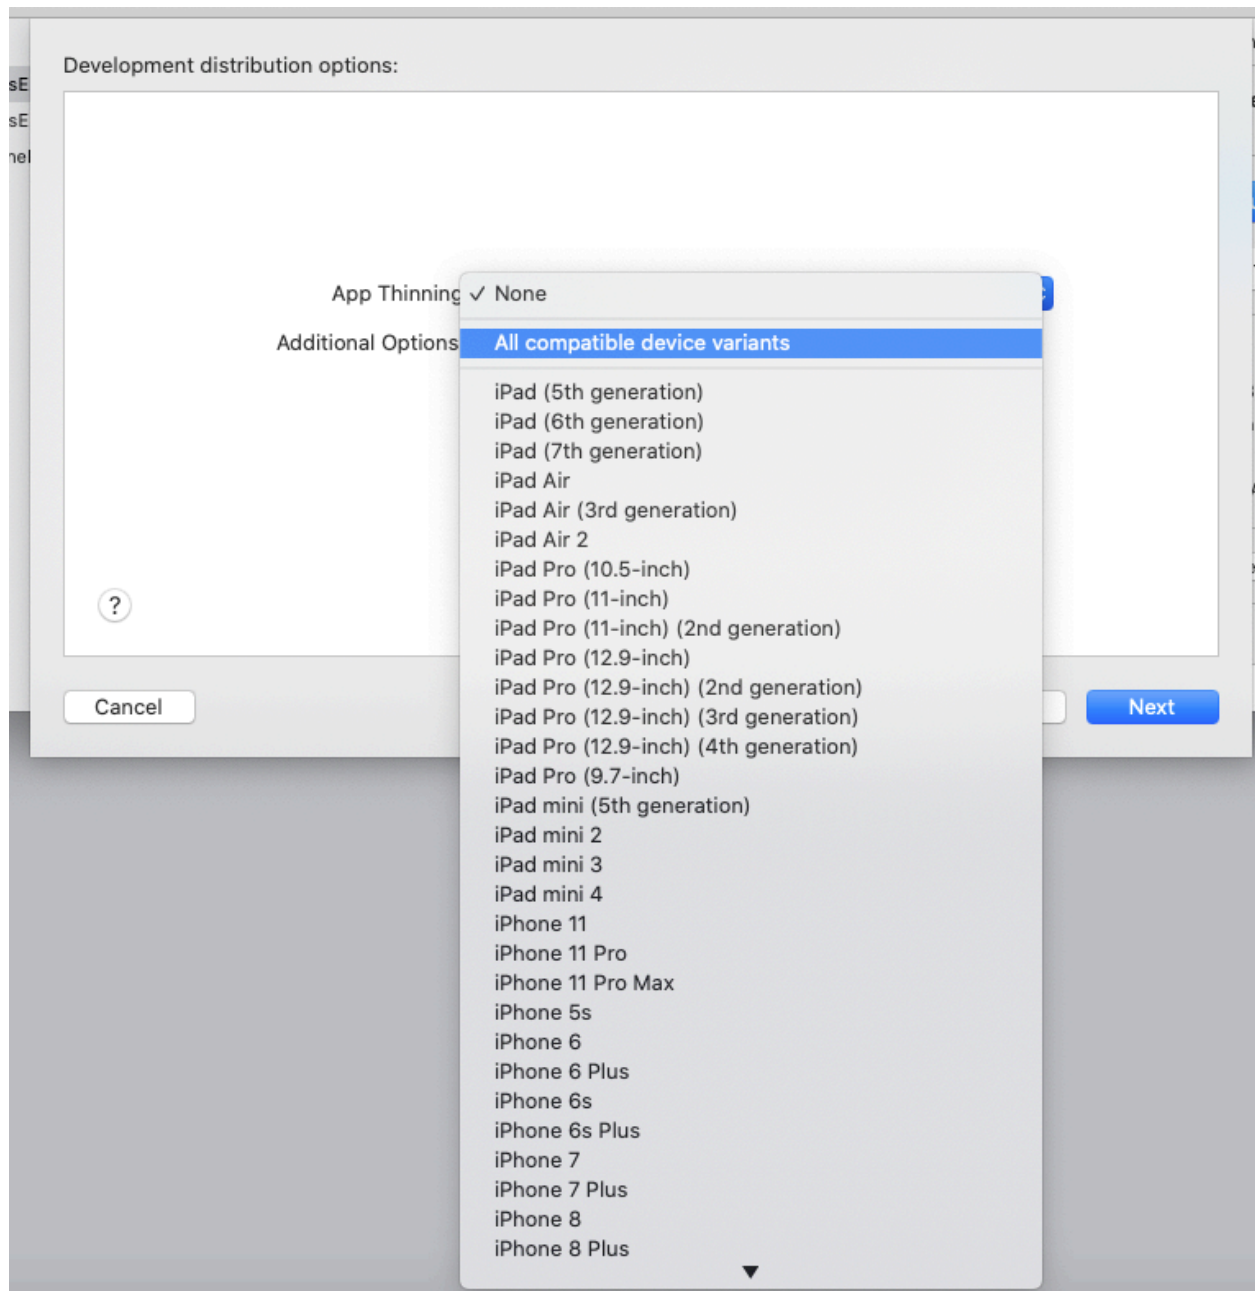 Development distribution options:
sE
sE
nel
App Thinning ✓ None
Additional Options All compatible device variants
iPad (5th generation)
iPad (6th generation)
iPad (7th generation)
iPad Air
iPad Air (3rd generation)
iPad Air 2
iPad Pro (10.5-inch)
iPad Pro (11-inch)
iPad Pro (11-inch) (2nd generation)
iPad Pro (12.9-inch)
iPad Pro (12.9-inch) (2nd generation)
iPad Pro (12.9-inch) (3rd generation)
iPad Pro (12.9-inch) (4th generation)
iPad Pro (9.7-inch)
iPad mini (5th generation)
iPad mini 2
iPad mini 3
iPad mini 4
iPhone 11
iPhone 11 Pro
iPhone 11 Pro Max
iPhone 5s
iPhone 6
iPhone 6 Plus
iPhone 6s
iPhone 6s Plus
iPhone 7
iPhone 7 Plus
iPhone 8
iPhone 8 Plus
?
Cancel
Next